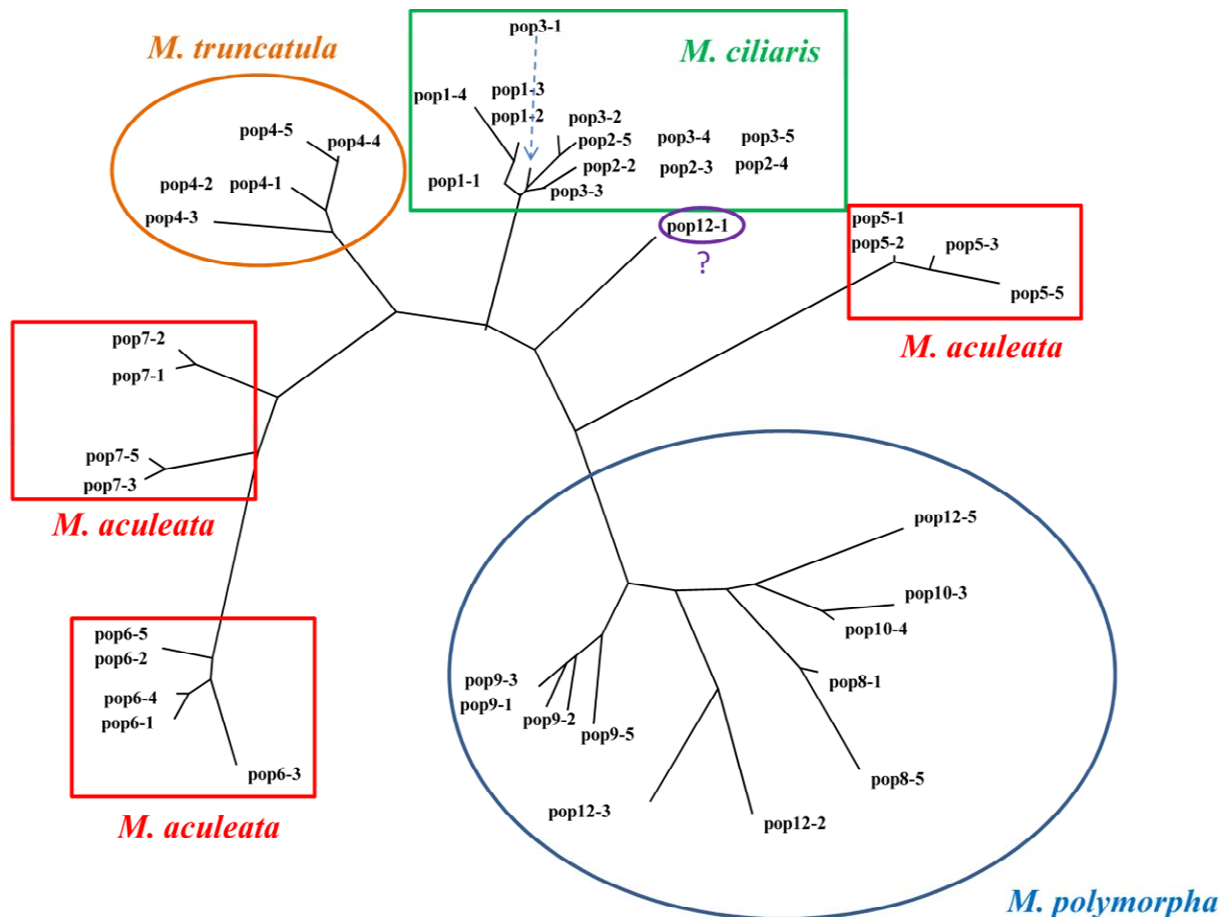 pop3-1
M. truncatula
M. ciliaris
pop1-4
pop1-3
pop1-2
pop3-2
pop4-5
pop4-4
pop2-5
pop3-4
pop3-5
pop4-2
pop4-1
pop1-1
pop2-2
pop2-3
pop2-4
pop3-3
pop4-3
pop12-1
?
pop5-1
pop5-2
pop5-3
pop5-5
M. aculeata
pop7-2
pop7-1
pop7-5
pop7-3
M. aculeata
pop12-5
pop10-3
pop10-4
pop6-5
pop6-2
pop6-4
pop6-1
pop6-3
M. aculeata
pop9-3
pop9-1
pop9-2
pop9-5
pop8-1
pop8-5
pop12-3
pop12-2
M. polymorpha